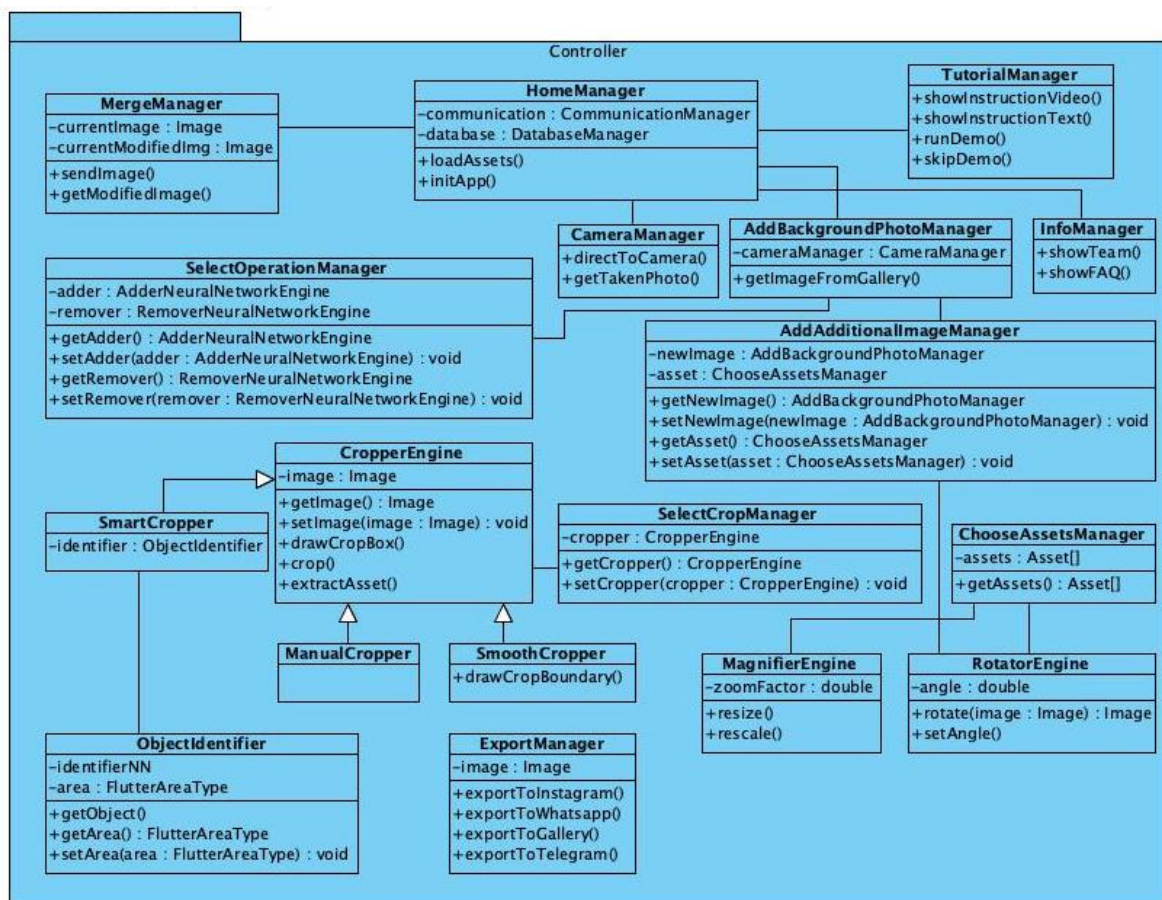 Controller
MergeManager
-currentImage : Image
-currentModifiedImg : Image
+sendImage()
+getModifiedImage()
HomeManager
-communication : CommunicationManager
-database : DatabaseManager
+loadAssets()
+initApp()
TutorialManager
+showInstructionVideo()
+showInstructionText()
+runDemo()
+skipDemo()
CameraManager
+directToCamera()
+getTakenPhoto()
AddBackgroundPhotoManager
-cameraManager : CameraManager
+getImageFromGallery()
InfoManager
+showTeam()
+showFAQ()
SelectOperationManager
-adder : AdderNeuralNetworkEngine
-remover : RemoverNeuralNetworkEngine
+getAdder() : AdderNeuralNetworkEngine
+setAdder(adder : AdderNeuralNetworkEngine) : void
+getRemover() : RemoverNeuralNetworkEngine
+setRemover(remover : RemoverNeuralNetworkEngine) : void
AddAdditionalImageManager
-newImage : AddBackgroundPhotoManager
-asset : ChooseAssetsManager
+getNewImage() : AddBackgroundPhotoManager
+setNewImage(newImage : AddBackgroundPhotoManager) : void
+getAsset() : ChooseAssetsManager
+setAsset(asset : ChooseAssetsManager) : void
CropperEngine
-image : Image
+getImage() : Image
+setImage(image : Image) : void
+drawCropBox()
+crop()
+extractAsset()
SmartCropper
-identifier : ObjectIdentifier
SelectCropManager
-cropper : CropperEngine
+getCropper() : CropperEngine
+setCropper(cropper : CropperEngine) : void
ChooseAssetsManager
-assets : Asset[]
+getAssets() : Asset[]
ManualCropper
SmoothCropper
+drawCropBoundary()
MagnifierEngine
-zoomFactor : double
+resize()
+rescale()
RotatorEngine
-angle : double
+rotate(image : Image) : Image
+setAngle()
ObjectIdentifier
-identifierNN
-area : FlutterAreaType
+getObject()
+getArea() : FlutterAreaType
+setArea(area : FlutterAreaType) : void
ExportManager
-image : Image
+exportToInstagram()
+exportToWhatsapp()
+exportToGallery()
+exportToTelegram()